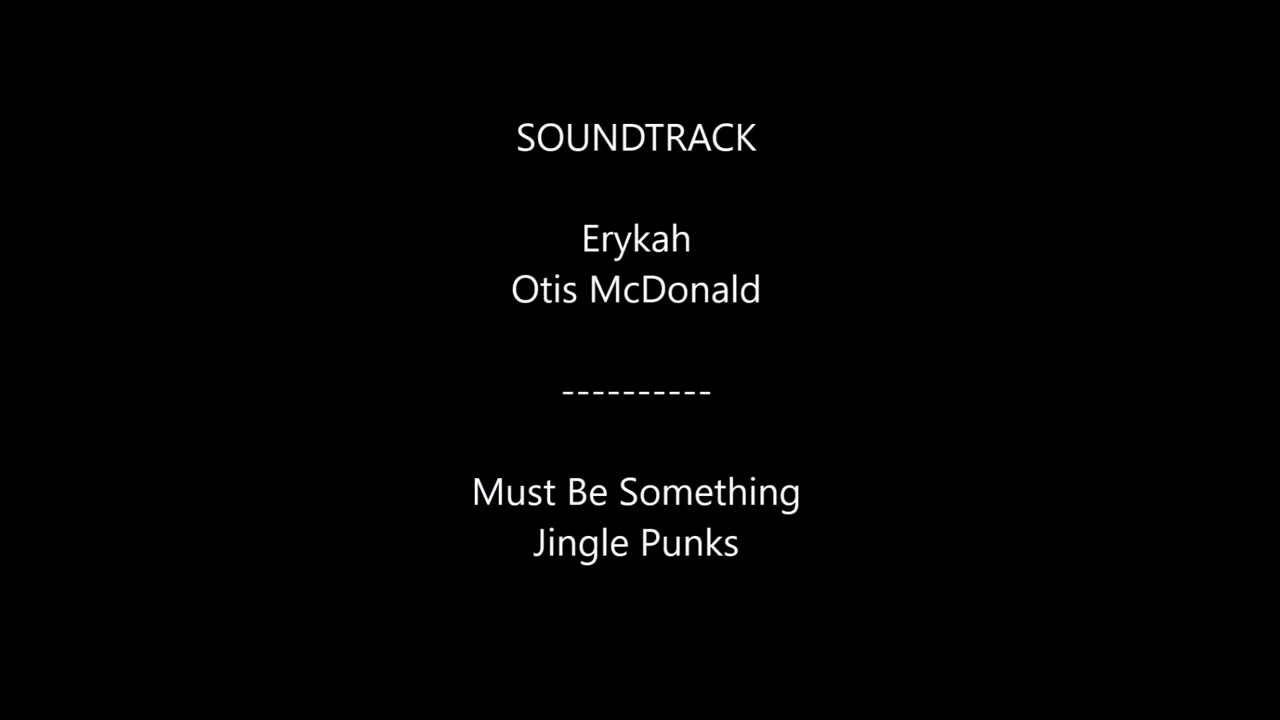 SOUNDTRACK
Erykah
Otis McDonald
----------
Must Be Something
Jingle Punks